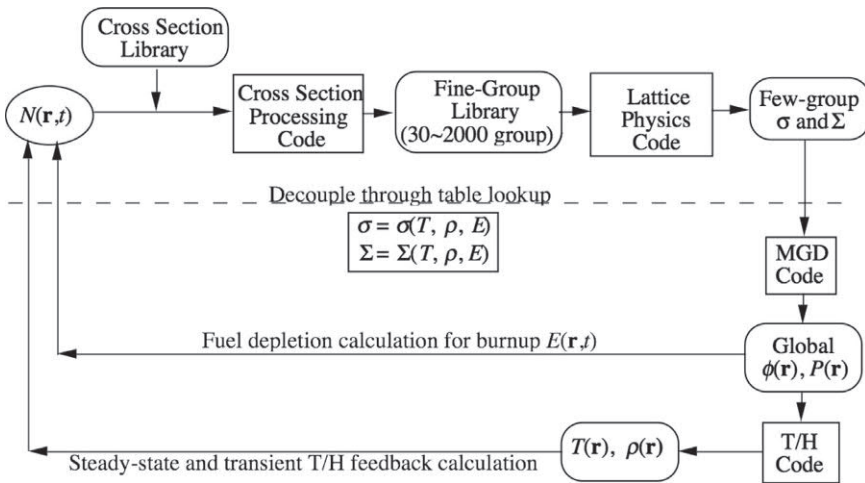 Cross Section
Library
N(r,t)
Cross Section
Processing
Code
Fine-Group
Library
(30~2000 group)
Lattice
Physics
Code
Few-group
σ and Σ
Decouple through table lookup
σ = σ(T, ρ, E)
Σ = Σ(T, ρ, E)
MGD
Code
Fuel depletion calculation for burnup E(r,t)
Global
ϕ(r), P(r)
T(r), ρ(r)
T/H
Code
Steady-state and transient T/H feedback calculation